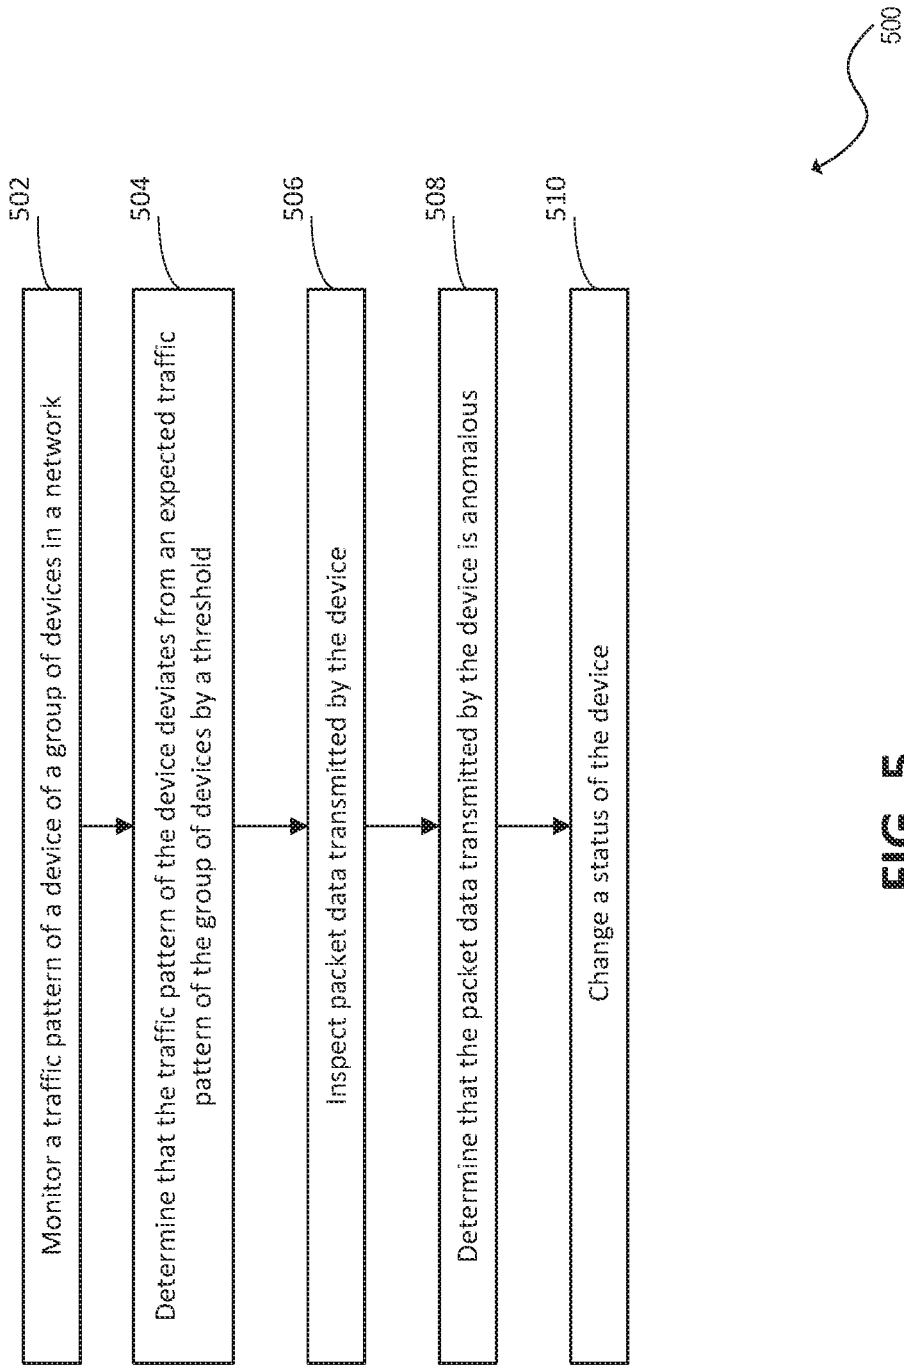 500
502
Monitor a traffic pattern of a device of a group of devices in a network
504
Determine that the traffic pattern of the device deviates from an expected traffic
pattern of the group of devices by a threshold
506
Inspect packet data transmitted by the device
508
Determine that the packet data transmitted by the device is anomalous
510
Change a status of the device
FIG. 5